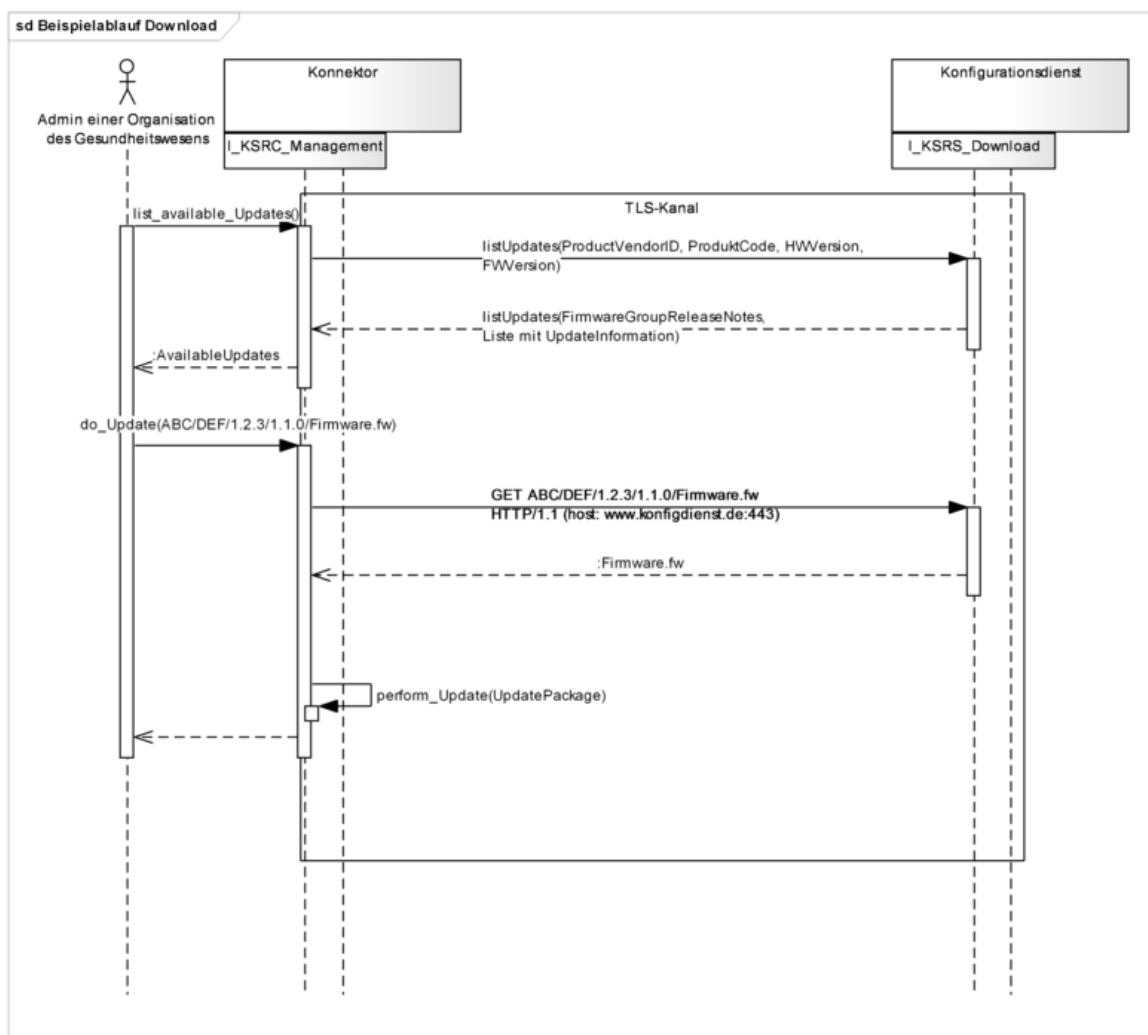 sd Beispielablauf Download
Konnektor
Konfigurationsdienst
Admin einer Organisation
des Gesundheitswesens
I_KSRC_Management
I_KSRS_Download
TLS-Kanal
list_available_Updates()
listUpdates(ProductVendorID, ProduktCode, HWVersion,
FWVersion)
listUpdates(FirmwareGroupReleaseNotes,
Liste mit UpdateInformation)
:AvailableUpdates
do_Update(ABC/DEF/1.2.3/1.1.0/Firmware.fw)
GET ABC/DEF/1.2.3/1.1.0/Firmware.fw
HTTP/1.1 (host: www.konfigdienst.de:443)
:Firmware.fw
perform_Update(UpdatePackage)